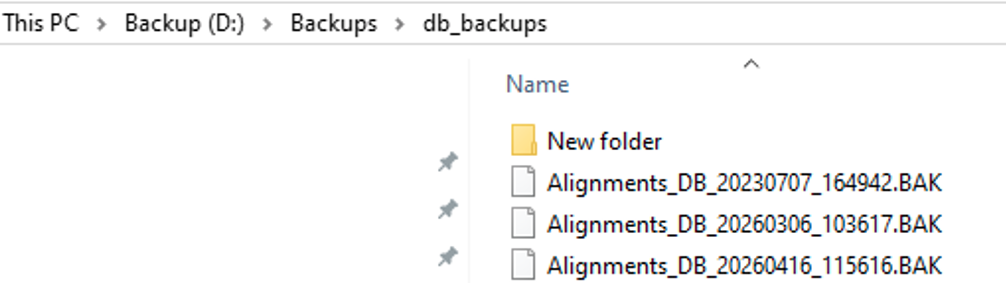 This PC > Backup (D:) > Backups > db_backups
Name
New folder
Alignments_DB_20230707_164942.BAK
Alignments_DB_20260306_103617.BAK
Alignments_DB_20260416_115616.BAK